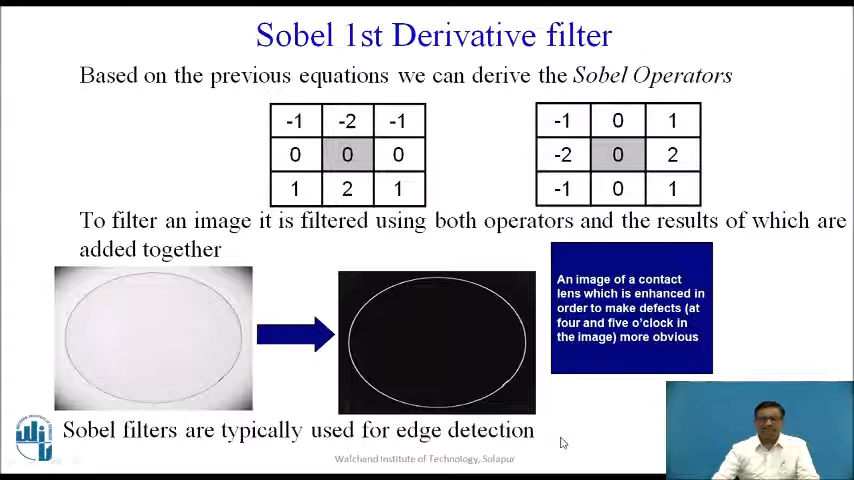 Sobel 1st Derivative filter
Based on the previous equations we can derive the Sobel Operators
-1 -2 -1
0 0 0
1 2 1
-1 0 1
-2 0 2
-1 0 1
To filter an image it is filtered using both operators and the results of which are
added together
An image of a contact
lens which is enhanced in
order to make defects (at
four and five o'clock in
the image) more obvious
Sobel filters are typically used for edge detection
Walchand Institute of Technology, Solapur